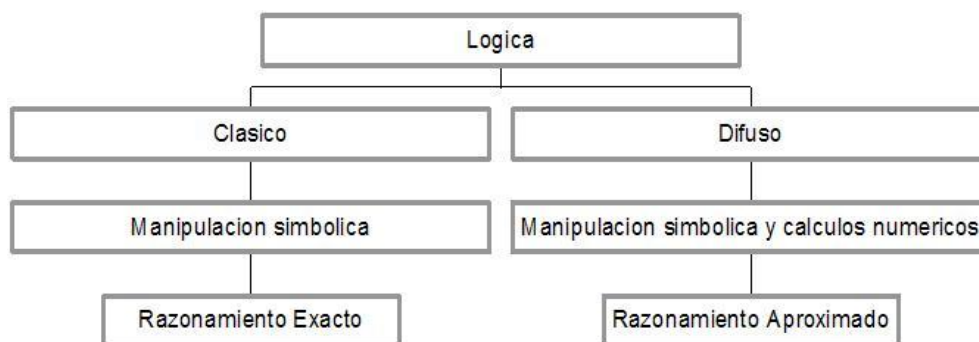 Logica
Clasico
Difuso
Manipulacion simbolica
Manipulacion simbolica y calculos numericos
Razonamiento Exacto
Razonamiento Aproximado